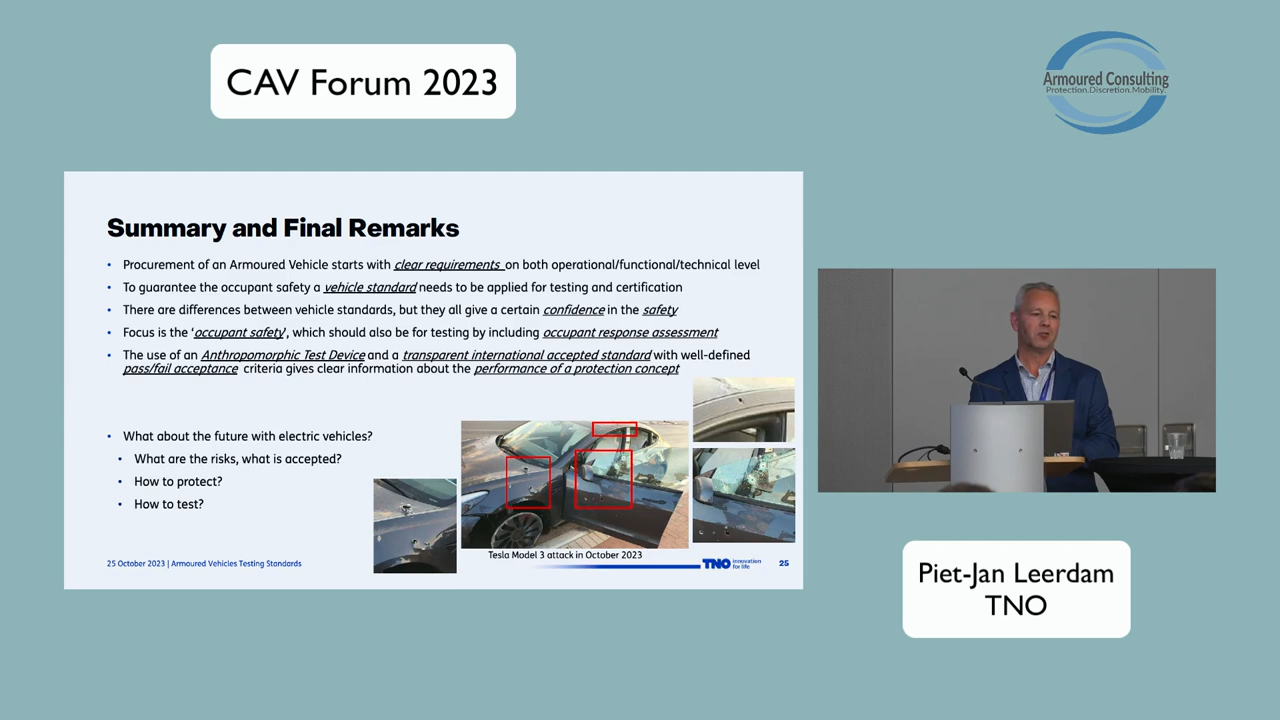 CAV Forum 2023
Armoured Consulting
Protection.Discretion.Mobility.
Summary and Final Remarks
• Procurement of an Armoured Vehicle starts with clear requirements on both operational/functional/technical level
• To guarantee the occupant safety a vehicle standard needs to be applied for testing and certification
• There are differences between vehicle standards, but they all give a certain confidence in the safety
• Focus is the ‘occupant safety’, which should also be for testing by including occupant response assessment
• The use of an Anthropomorphic Test Device and a transparent international accepted standard with well-defined
pass/fail acceptance criteria gives clear information about the performance of a protection concept
• What about the future with electric vehicles?
• What are the risks, what is accepted?
• How to protect?
• How to test?
Tesla Model 3 attack in October 2023
25 October 2023 | Armoured Vehicles Testing Standards
TNO innovation
for life
25
Piet-Jan Leerdam
TNO